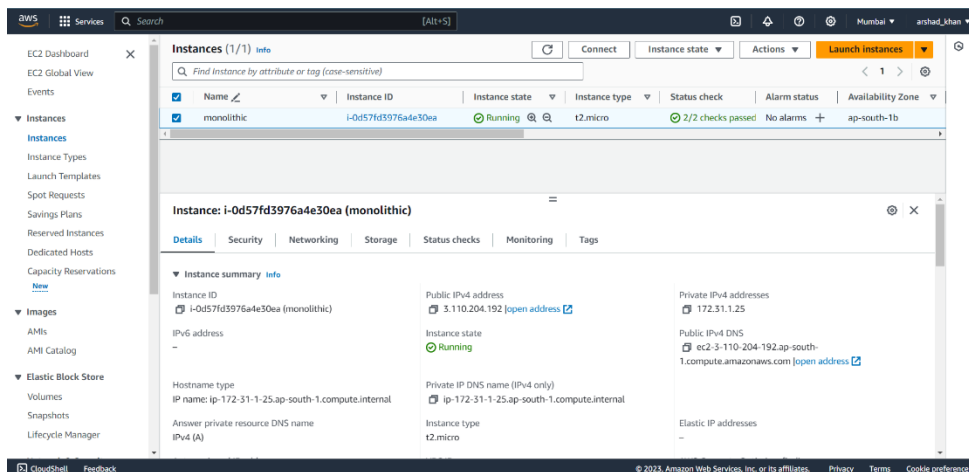 aws Services Search [Alt+S] Mumbai ▼ arshad_khan ▼
EC2 Dashboard
EC2 Global View
Events
▼ Instances
Instances
Instance Types
Launch Templates
Spot Requests
Savings Plans
Reserved Instances
Dedicated Hosts
Capacity Reservations
New
▼ Images
AMIs
AMI Catalog
▼ Elastic Block Store
Volumes
Snapshots
Lifecycle Manager
Instances (1/1) Info
Connect Instance state ▼ Actions ▼ Launch instances ▼
Find Instance by attribute or tag (case-sensitive)
< 1 >
Name Instance ID Instance state Instance type Status check Alarm status Availability Zone
monolithic i-0d57fd3976a4e30ea Running t2.micro 2/2 checks passed No alarms + ap-south-1b
Instance: i-0d57fd3976a4e30ea (monolithic)
Details Security Networking Storage Status checks Monitoring Tags
▼ Instance summary Info
Instance ID
i-0d57fd3976a4e30ea (monolithic)
Public IPv4 address
3.110.204.192 |open address
Private IPv4 addresses
172.31.1.25
IPv6 address
–
Instance state
Running
Public IPv4 DNS
ec2-3-110-204-192.ap-south-
1.compute.amazonaws.com |open address
Hostname type
IP name: ip-172-31-1-25.ap-south-1.compute.internal
Private IP DNS name (IPv4 only)
ip-172-31-1-25.ap-south-1.compute.internal
Answer private resource DNS name
IPv4 (A)
Instance type
t2.micro
Elastic IP addresses
–
CloudShell Feedback © 2023, Amazon Web Services, Inc. or its affiliates. Privacy Terms Cookie preference